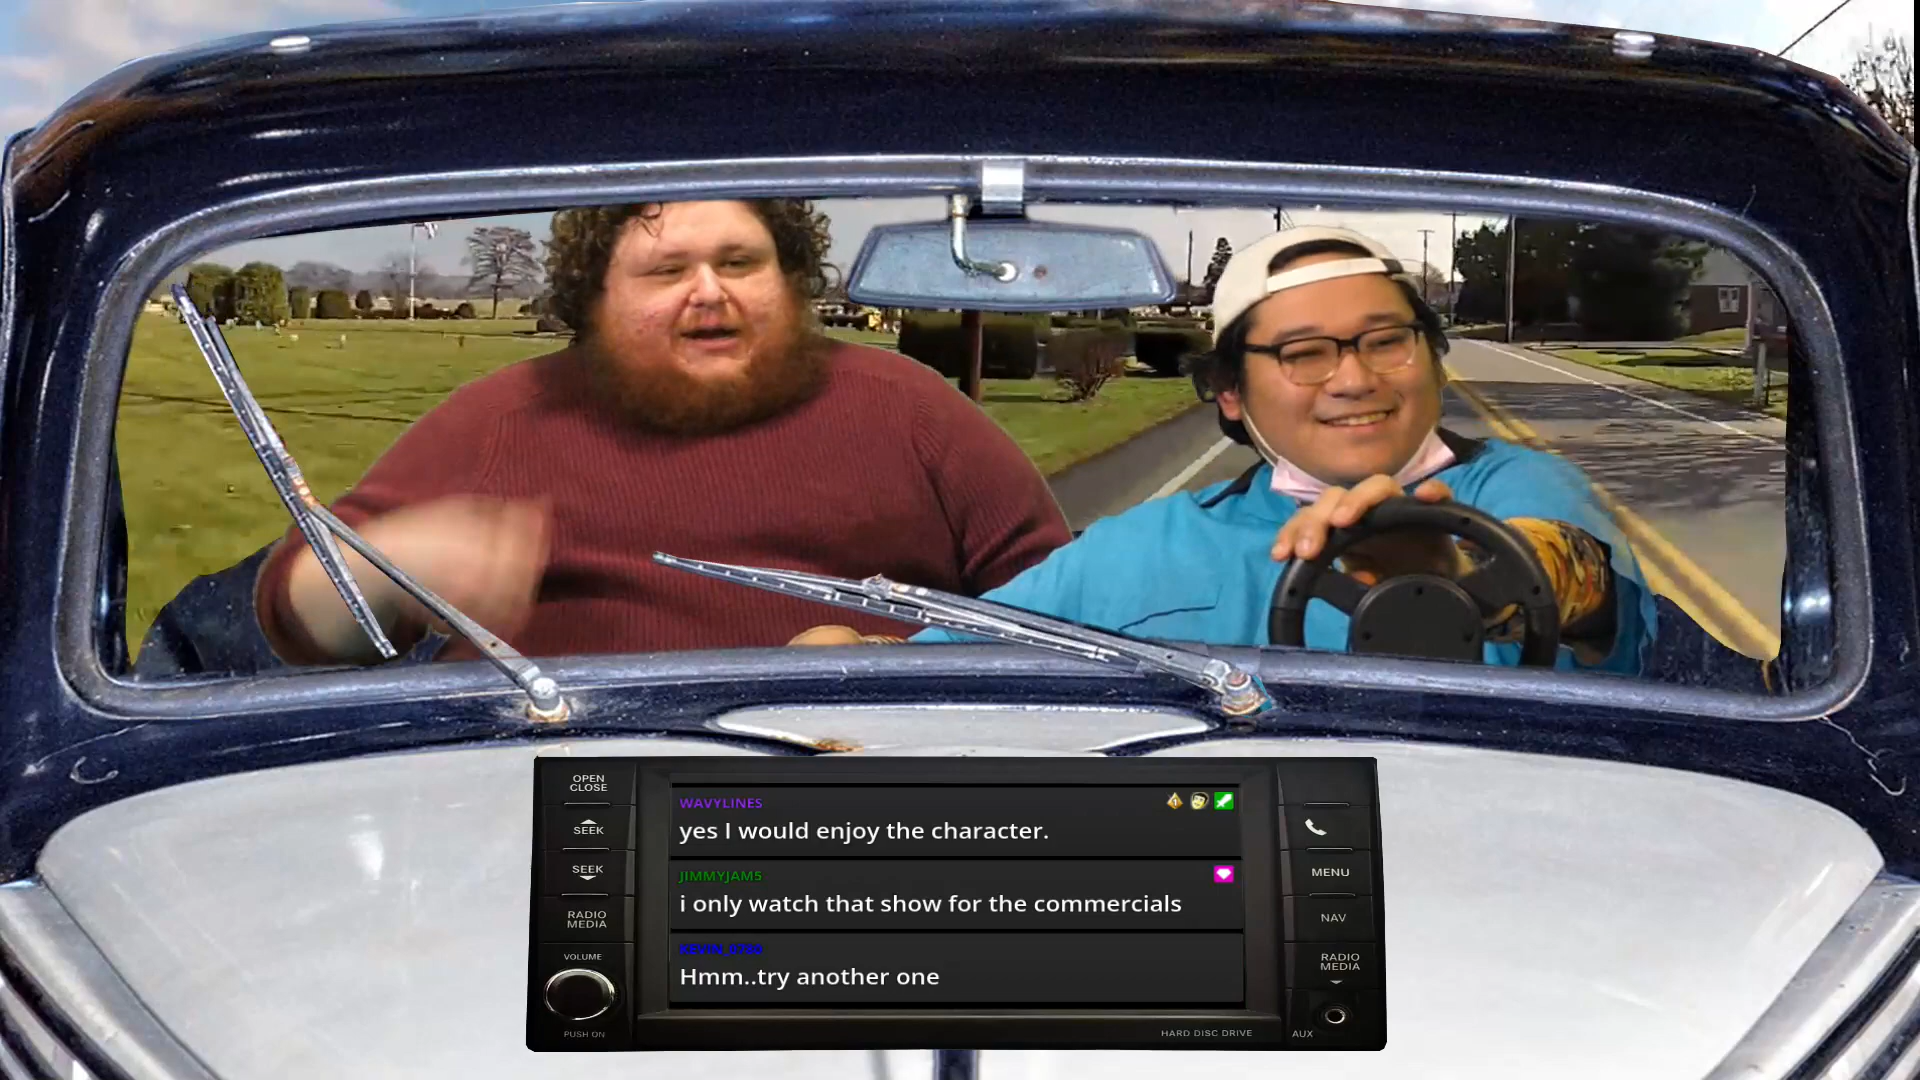 OPEN
CLOSE
SEEK
SEEK
RADIO
MEDIA
VOLUME
PUSH ON
WAVYLINES
yes I would enjoy the character.
JIMMYJAM5
i only watch that show for the commercials
Hmm..try another one
MENU
NAV
RADIO
MEDIA
HARD DISC DRIVE
AUX